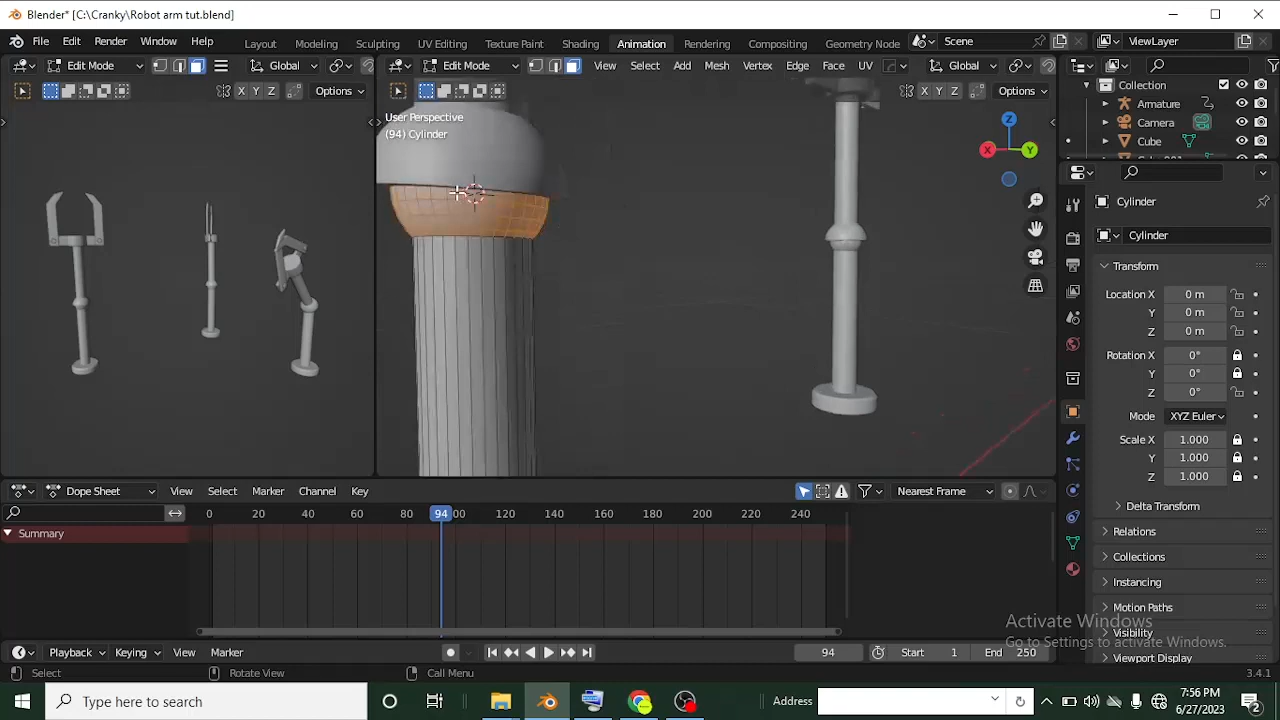 Blender* [C:\Cranky\Robot arm tut.blend]
File Edit Render Window Help Layout Modeling Sculpting UV Editing Texture Paint Shading Animation Rendering Compositing Geometry Node Scene ViewLayer
Edit Mode Global Edit Mode View Select Add Mesh Vertex Edge Face UV Global
X Y Z Options X Y Z Options
Collection
User Perspective
(94) Cylinder
Armature
Camera
Cube
Z
X Y
Cylinder
Cylinder
Transform
Location X 0 m
Y 0 m
Z 0 m
Rotation X 0°
Y 0°
Z 0°
Mode XYZ Euler
Scale X 1.000
Y 1.000
Z 1.000
Delta Transform
Relations
Collections
Instancing
Motion Paths
Visibility
Viewport Display
Dope Sheet View Select Marker Channel Key Nearest Frame
0 20 40 60 80 94 00 120 140 160 180 200 220 240
Summary
Activate Windows
Go to Settings to activate Windows.
Playback Keying View Marker 94 Start 1 End 250
Select Rotate View Call Menu 3.4.1
Type here to search Address 7:56 PM
6/27/2023 2